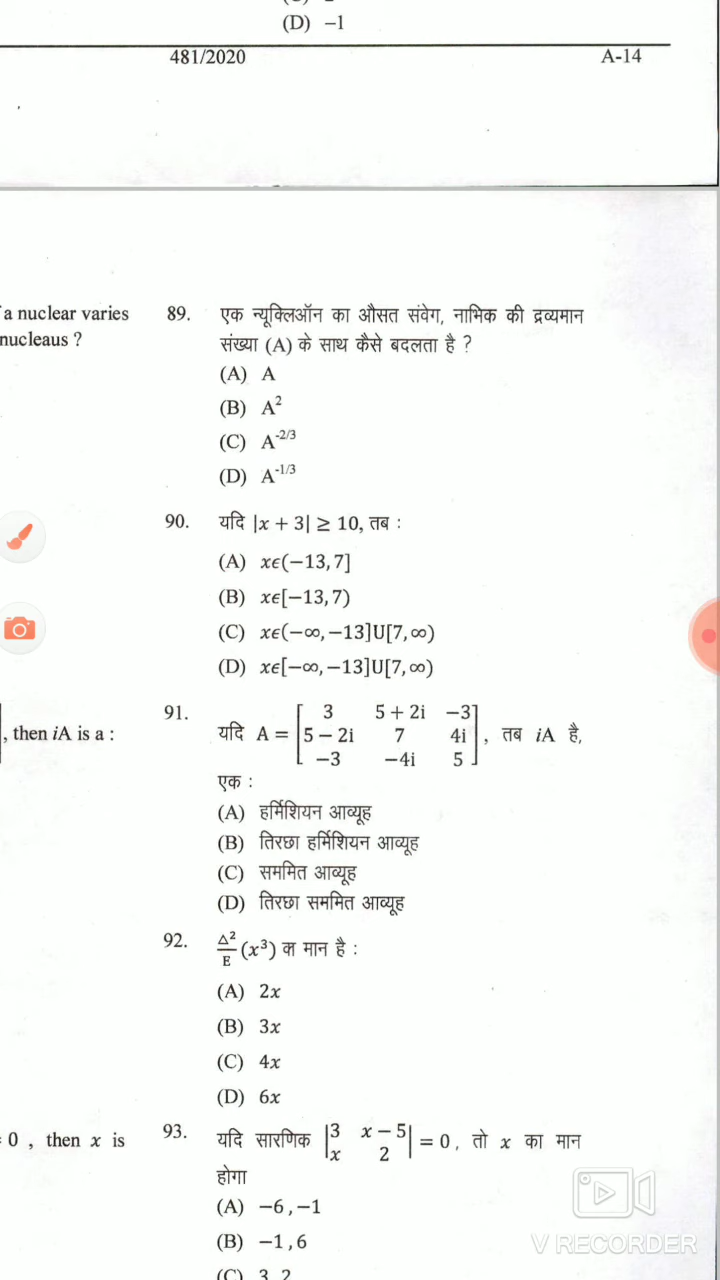 (D) −1
481/2020 A-14
a nuclear varies
nucleaus ?
89. एक न्यूक्लिऑन का औसत संवेग, नाभिक की द्रव्यमान
संख्या (A) के साथ कैसे बदलता है ?
(A) A
(B) A²
(C) A⁻²ᐟ³
(D) A⁻¹ᐟ³
90. यदि |x + 3| ≥ 10, तब :
(A) xϵ(−13, 7]
(B) xϵ[−13, 7)
(C) xϵ(−∞, −13]U[7, ∞)
(D) xϵ[−∞, −13]U[7, ∞)
, then iA is a :
91. यदि A = [3 5 + 2i −3
5 − 2i 7 4i
−3 −4i 5], तब iA है,
एक :
(A) हर्मिशियन आव्यूह
(B) तिरछा हर्मिशियन आव्यूह
(C) सममित आव्यूह
(D) तिरछा सममित आव्यूह
92. Δ²/E (x³) का मान है :
(A) 2x
(B) 3x
(C) 4x
(D) 6x
= 0 , then x is
93. यदि सारणिक |3 x − 5
x 2| = 0, तो x का मान
होगा
(A) −6 , −1
(B) −1 , 6
(C) 3, 2
V RECORDER